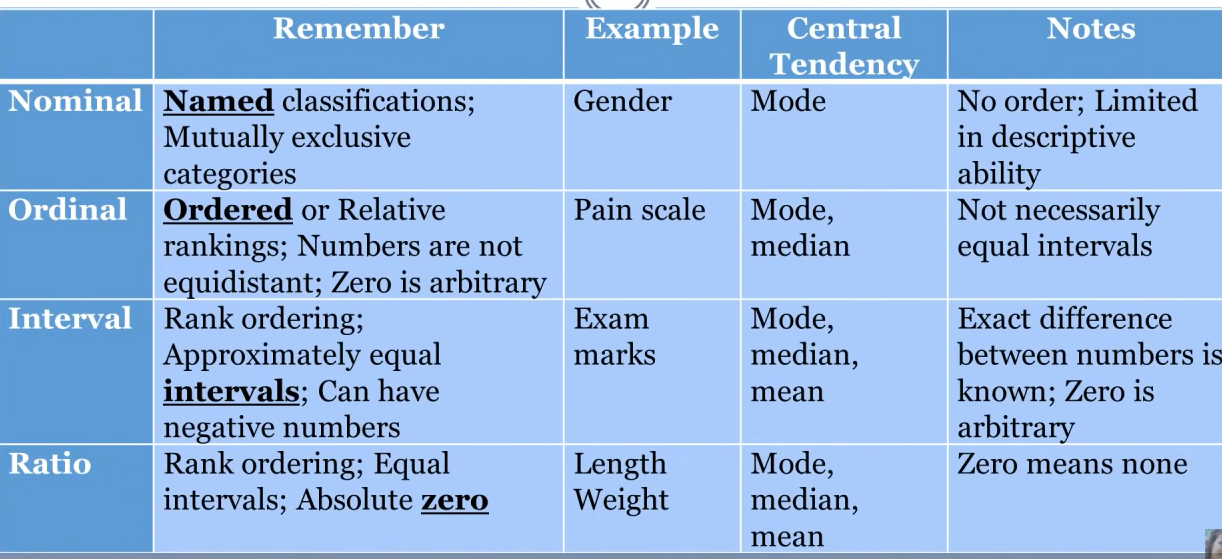 Remember
Example
Central
Tendency
Notes
Nominal
Named classifications;
Mutually exclusive
categories
Gender
Mode
No order; Limited
in descriptive
ability
Ordinal
Ordered or Relative
rankings; Numbers are not
equidistant; Zero is arbitrary
Pain scale
Mode,
median
Not necessarily
equal intervals
Interval
Rank ordering;
Approximately equal
intervals; Can have
negative numbers
Exam
marks
Mode,
median,
mean
Exact difference
between numbers is
known; Zero is
arbitrary
Ratio
Rank ordering; Equal
intervals; Absolute zero
Length
Weight
Mode,
median,
mean
Zero means none